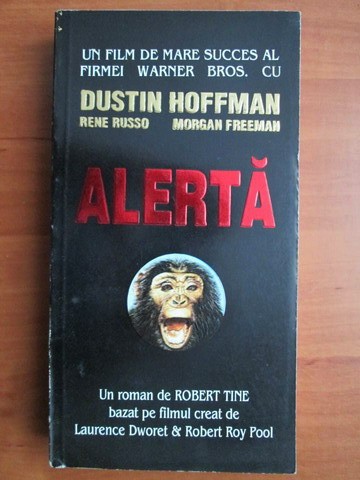 UN FILM DE MARE SUCCES AL
FIRMEI WARNER BROS. CU
DUSTIN HOFFMAN
RENE RUSSO MORGAN FREEMAN
ALERTĂ
Un roman de ROBERT TINE
bazat pe filmul creat de
Laurence Dworet & Robert Roy Pool